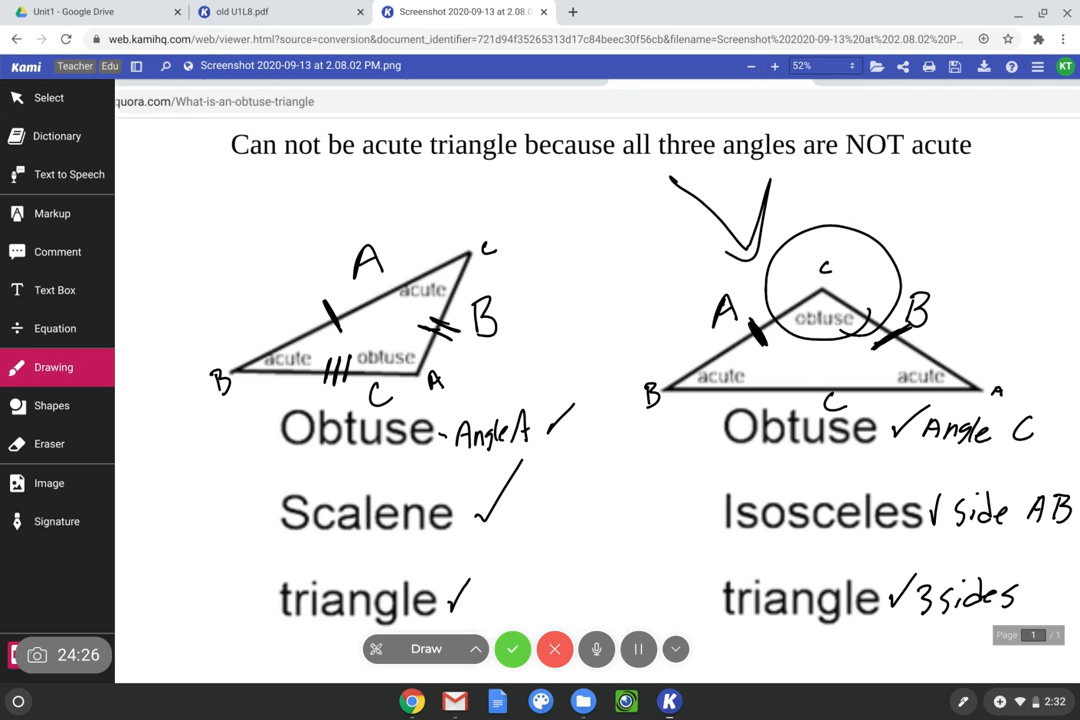 Unit1 - Google Drive
old U1L8.pdf
Screenshot 2020-09-13 at 2.08.0
web.kamihq.com/web/viewer.html?source=conversion&document_identifier=721d94f35265313d17c84beec30f56cb&filename=Screenshot%202020-09-13%20at%202.08.02%20P...
Kami Teacher Edu
Screenshot 2020-09-13 at 2.08.02 PM.png
52%
KT
Select
Dictionary
Text to Speech
Markup
Comment
Text Box
Equation
Drawing
Shapes
Eraser
Image
Signature
24:26
quora.com/What-is-an-obtuse-triangle
Can not be acute triangle because all three angles are NOT acute
A C
acute
B
acute obtuse
B C A
Obtuse - Angle A ✓
Scalene ✓
triangle ✓
C
A B
obtuse
acute acute
B C A
Obtuse ✓ Angle C
Isosceles ✓ side AB
triangle ✓ 3 sides
Page 1 / 1
Draw
K
2:32